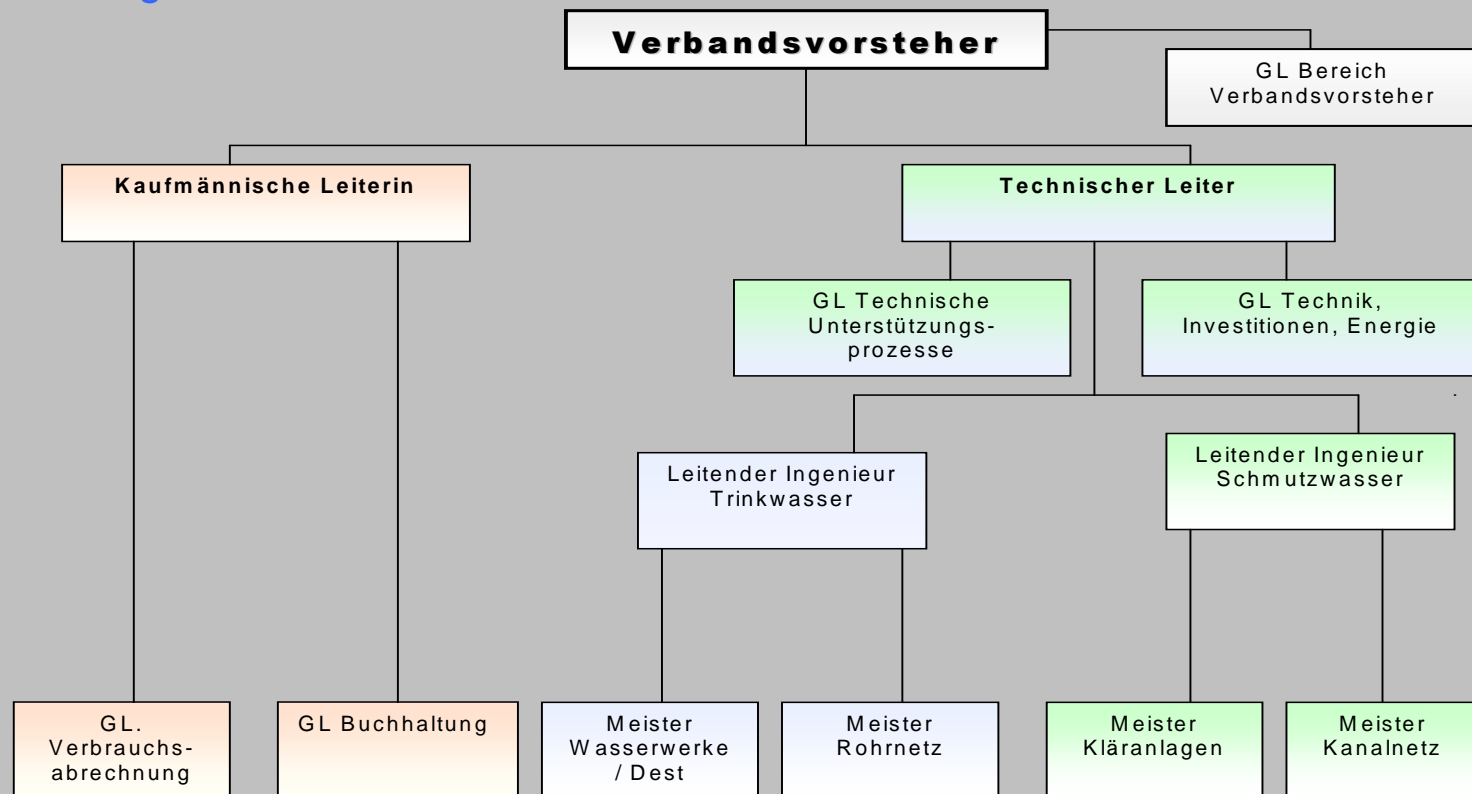 Verbandsvorsteher
GL Bereich
Verbandsvorsteher
Kaufmännische Leiterin
Technischer Leiter
GL Technische
Unterstützungs-
prozesse
GL Technik,
Investitionen, Energie
Leitender Ingenieur
Trinkwasser
Leitender Ingenieur
Schmutzwasser
GL.
Verbrauchs-
abrechnung
GL Buchhaltung
Meister
Wasserwerke
/ Dest
Meister
Rohrnetz
Meister
Kläranlagen
Meister
Kanalnetz